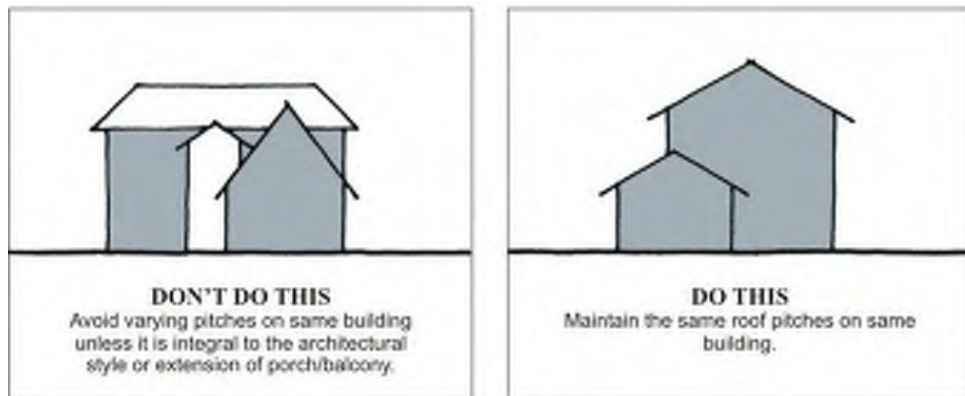 DON'T DO THIS
Avoid varying pitches on same building
unless it is integral to the architectural
style or extension of porch/balcony.
DO THIS
Maintain the same roof pitches on same
building.